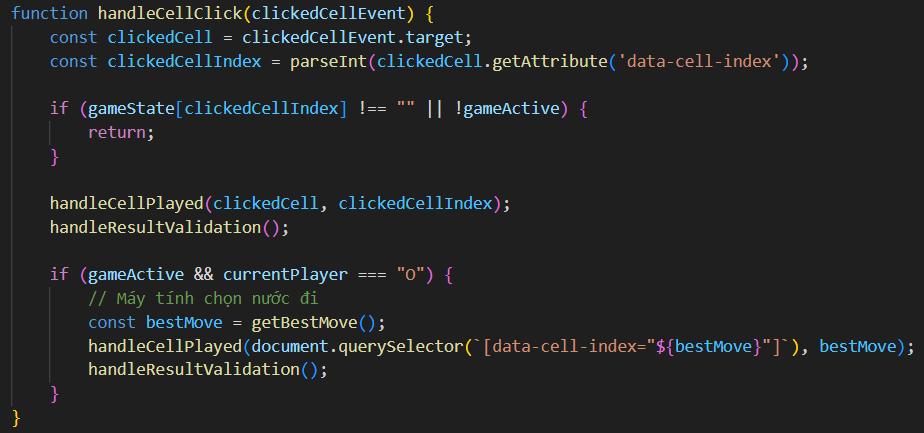 function handleCellClick(clickedCellEvent) {
    const clickedCell = clickedCellEvent.target;
    const clickedCellIndex = parseInt(clickedCell.getAttribute('data-cell-index'));

    if (gameState[clickedCellIndex] !== "" || !gameActive) {
        return;
    }

    handleCellPlayed(clickedCell, clickedCellIndex);
    handleResultValidation();

    if (gameActive && currentPlayer === "O") {
        // Máy tính chọn nước đi
        const bestMove = getBestMove();
        handleCellPlayed(document.querySelector(`[data-cell-index="${bestMove}"]`), bestMove);
        handleResultValidation();
    }
}